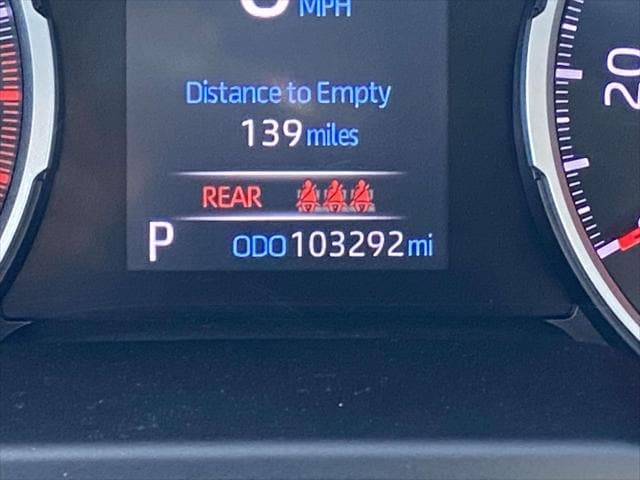 MPH
Distance to Empty
139 miles
REAR
P ODO 103292 mi
20